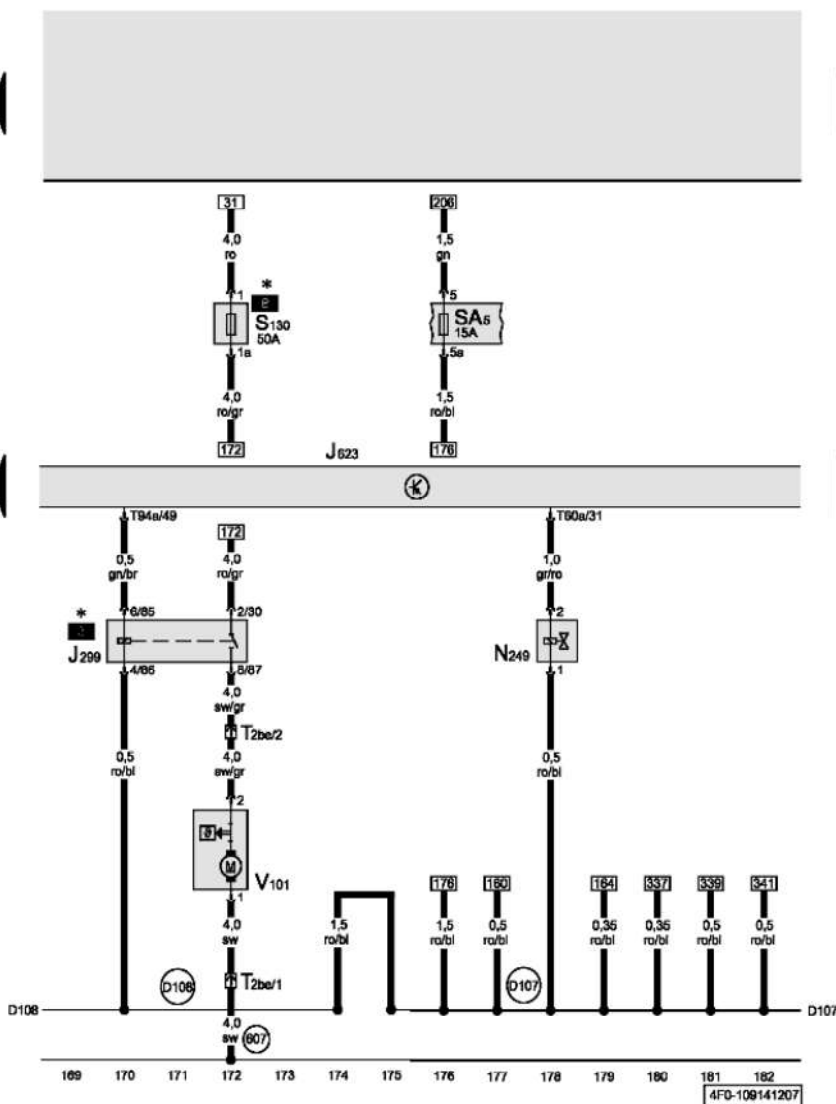 31 206
4,0 1,5
ro gn
* 1 5
S130 SA5
50A 15A
1a 5a
4,0 1,5
ro/gr ro/bl
172 J623 176
T94a/49 172 T60a/31
0,5 4,0 1,0
gn/br ro/gr gr/ro
* 6/85 2/30 2
J299 N249
4/86 8/87 1
4,0
sw/gr
T2be/2
0,5 4,0 0,5
ro/bl sw/gr ro/bl
2
M
V101 176 160 164 337 339 341
1
4,0 1,5 1,5 0,5 0,35 0,35 0,5 0,5
sw ro/bl ro/bl ro/bl ro/bl ro/bl ro/bl ro/bl
D108 T2be/1 D107
D108 D107
4,0
sw 607
169 170 171 172 173 174 175 176 177 178 179 180 181 182
4F0-109141207